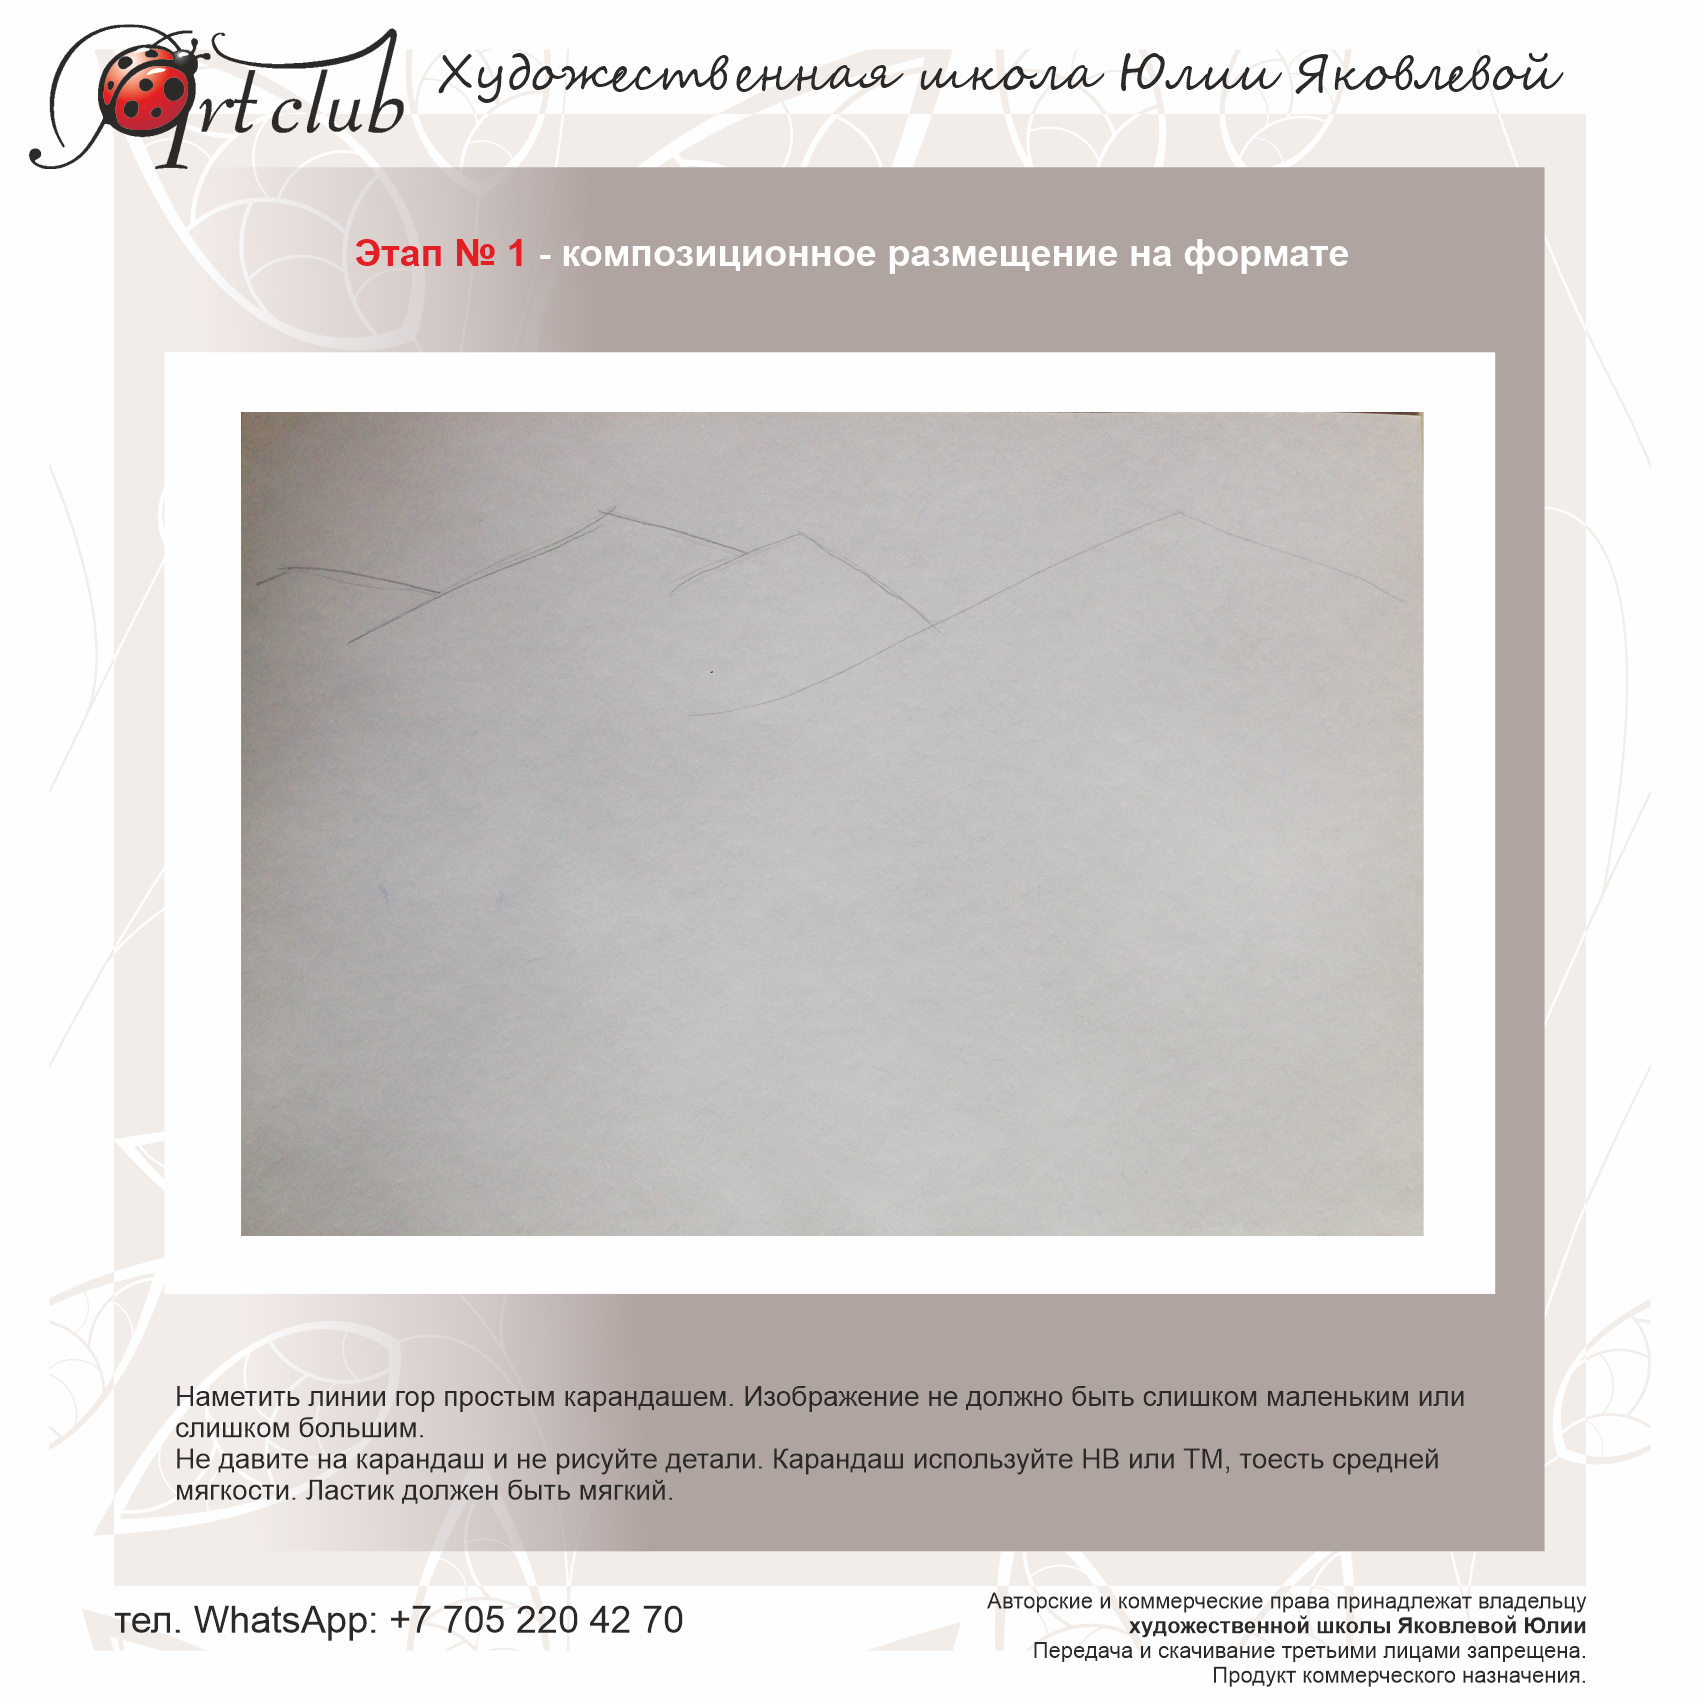 Art club
Художественная школа Юлии Яковлевой
Этап № 1 - композиционное размещение на формате
Наметить линии гор простым карандашем. Изображение не должно быть слишком маленьким или
слишком большим.
Не давите на карандаш и не рисуйте детали. Карандаш используйте НВ или ТМ, тоесть средней
мягкости. Ластик должен быть мягкий.
тел. WhatsApp: +7 705 220 42 70
Авторские и коммерческие права принадлежат владельцу
художественной школы Яковлевой Юлии
Передача и скачивание третьими лицами запрещена.
Продукт коммерческого назначения.